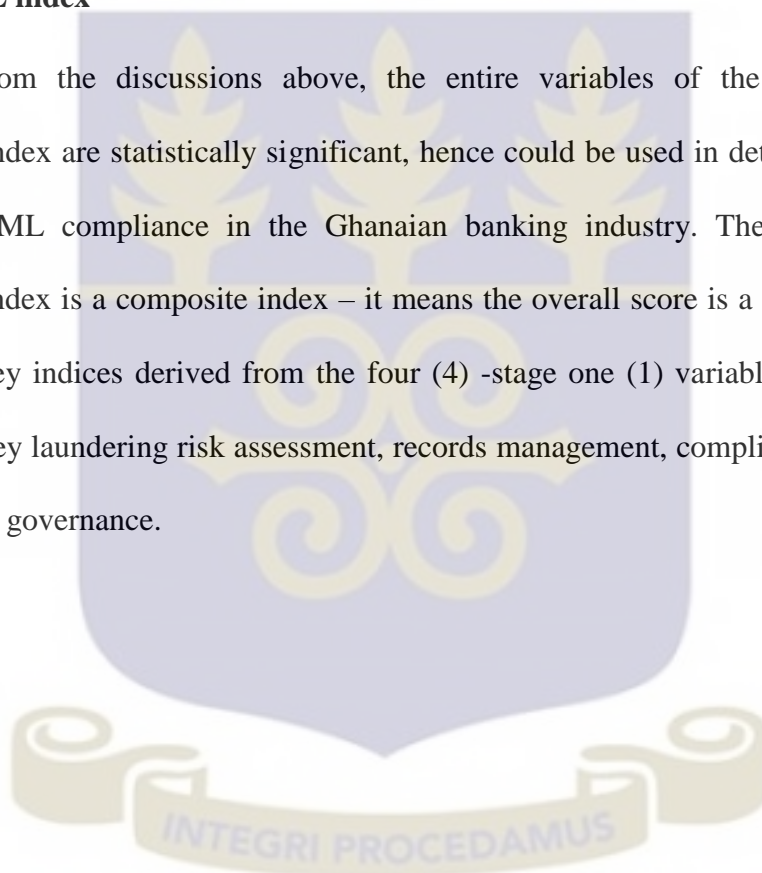 index
om the discussions above, the entire variables of the
ndex are statistically significant, hence could be used in det
ML compliance in the Ghanaian banking industry. The
ndex is a composite index – it means the overall score is a
ey indices derived from the four (4) -stage one (1) variabl
ey laundering risk assessment, records management, compli
governance.
INTEGRI PROCEDAMUS